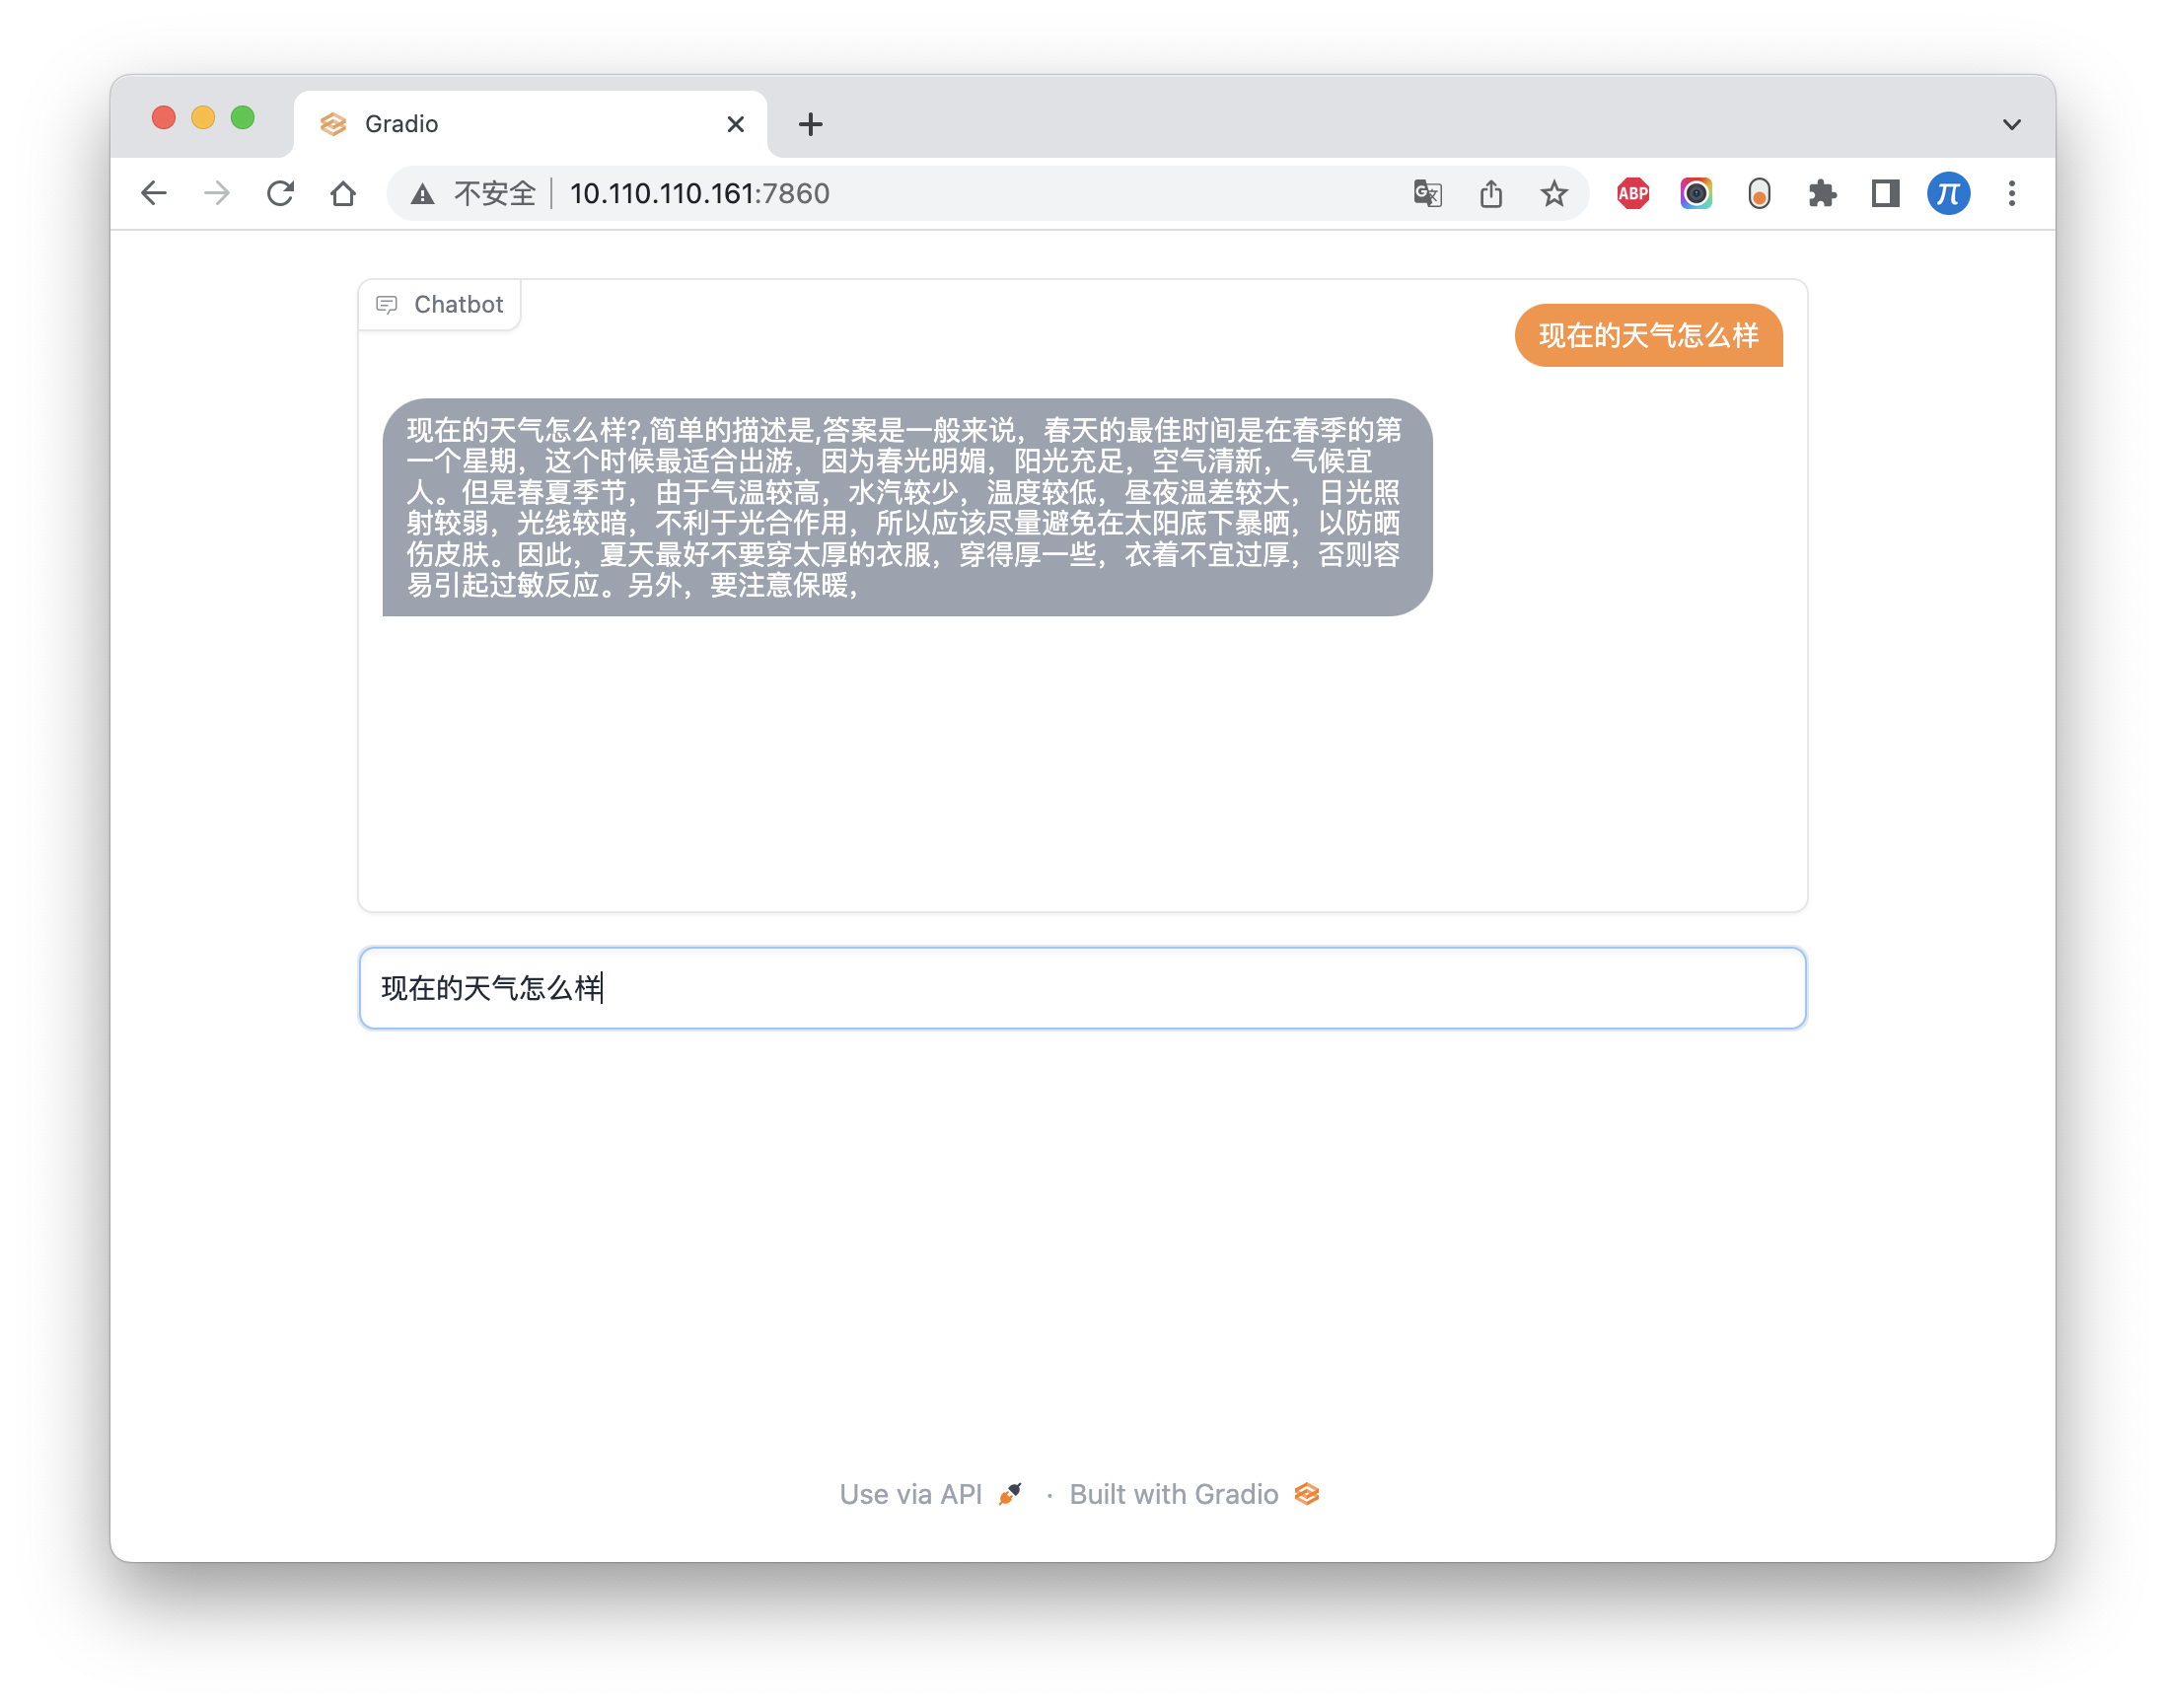 Gradio
不安全
10.110.110.161:7860
ABP
π
Chatbot
现在的天气怎么样
现在的天气怎么样?,简单的描述是,答案是一般来说，春天的最佳时间是在春季的第
一个星期，这个时候最适合出游，因为春光明媚，阳光充足，空气清新，气候宜
人。但是春夏季节，由于气温较高，水汽较少，温度较低，昼夜温差较大，日光照
射较弱，光线较暗，不利于光合作用，所以应该尽量避免在太阳底下暴晒，以防晒
伤皮肤。因此，夏天最好不要穿太厚的衣服，穿得厚一些，衣着不宜过厚，否则容
易引起过敏反应。另外，要注意保暖，
现在的天气怎么样
Use via API · Built with Gradio